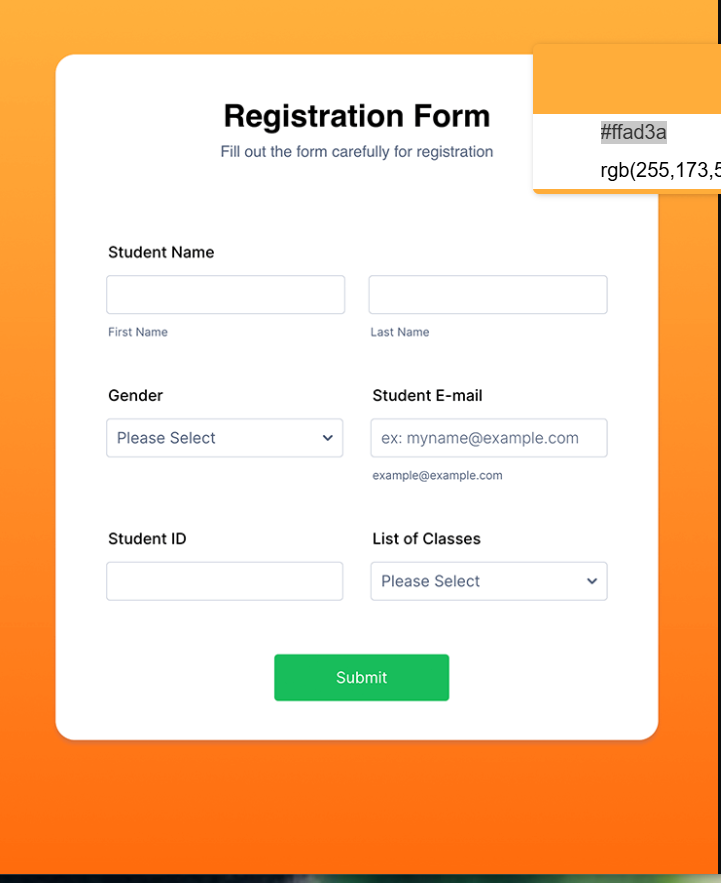 Registration Form
Fill out the form carefully for registration
#ffad3a
rgb(255,173,5
Student Name
First Name
Last Name
Gender
Student E-mail
Please Select
ex: myname@example.com
example@example.com
Student ID
List of Classes
Please Select
Submit